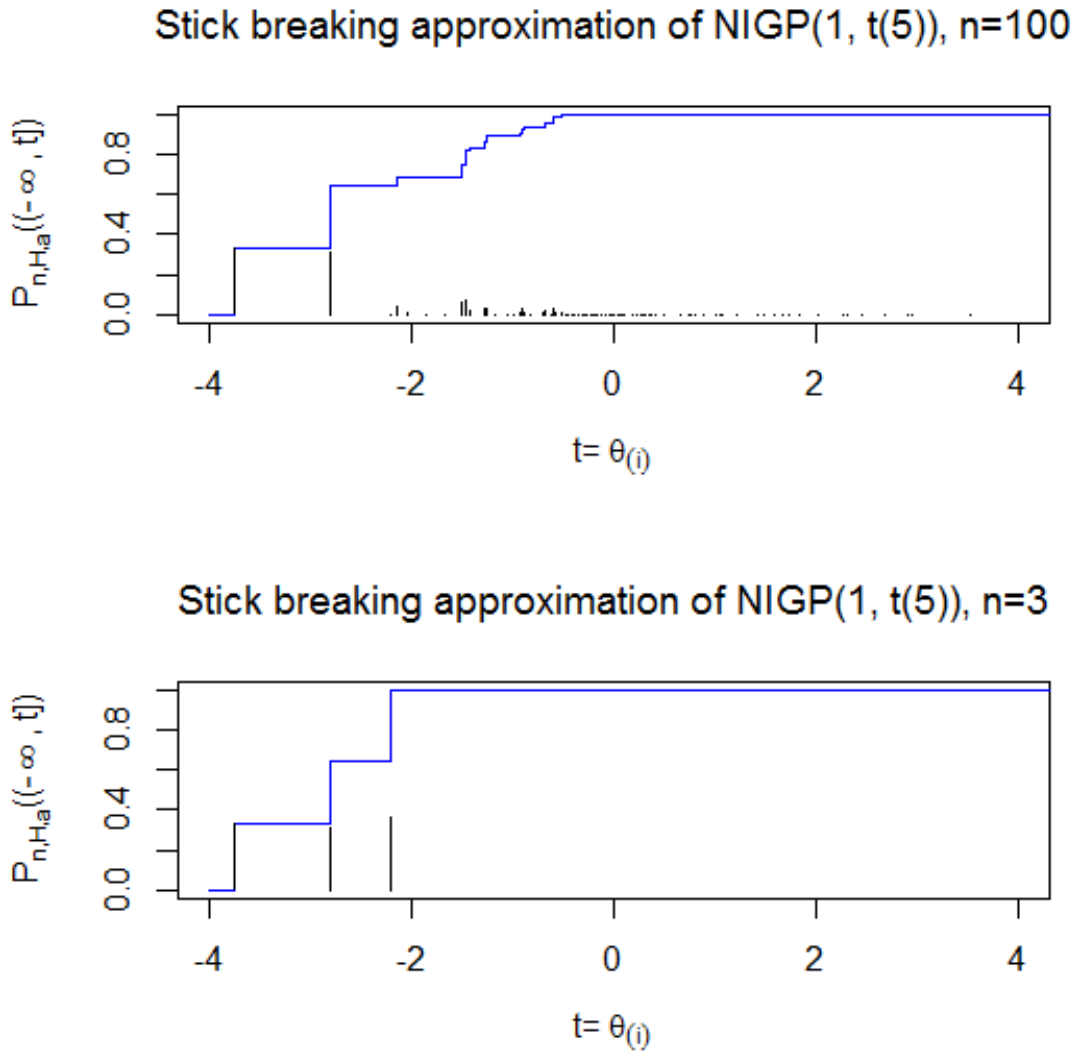 Stick breaking approximation of NIGP(1, t(5)), n=100
P_{n,H,a}((- ∞ , t])
0.0 0.4 0.8
-4 -2 0 2 4
t= θ_{(i)}
Stick breaking approximation of NIGP(1, t(5)), n=3
P_{n,H,a}((- ∞ , t])
0.0 0.4 0.8
-4 -2 0 2 4
t= θ_{(i)}